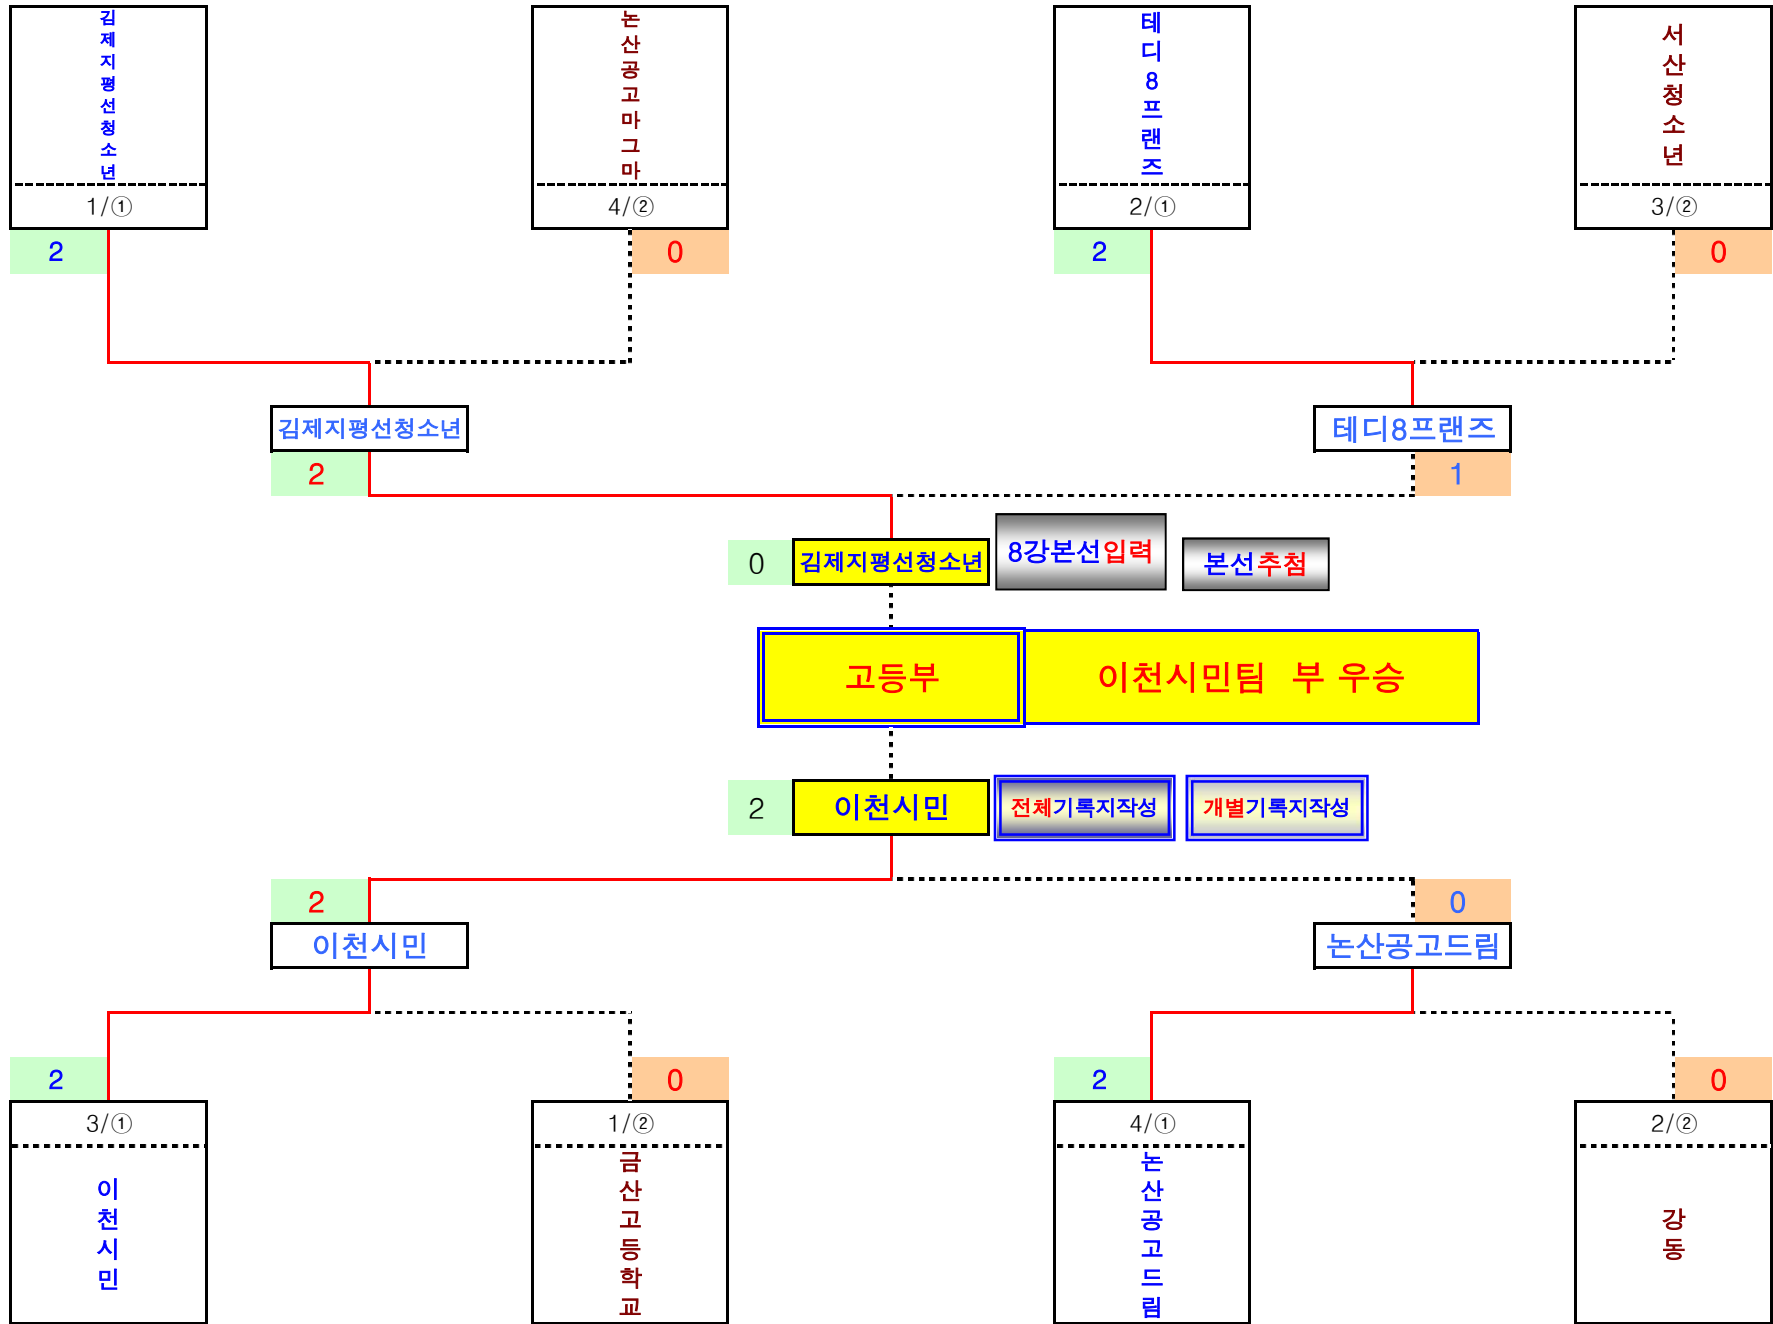 김제지평선청소년
논산공고마그마
테디8프랜즈
서산청소년
1/①
4/②
2/①
3/②
2
0
2
0
김제지평선청소년
테디8프랜즈
2
1
0
김제지평선청소년
8강본선입력
본선추첨
고등부
이천시민팀 부 우승
2
이천시민
전체기록지작성
개별기록지작성
2
0
이천시민
논산공고드림
2
0
2
0
3/①
1/②
4/①
2/②
이천시민
금산고등학교
논산공고드림
강동